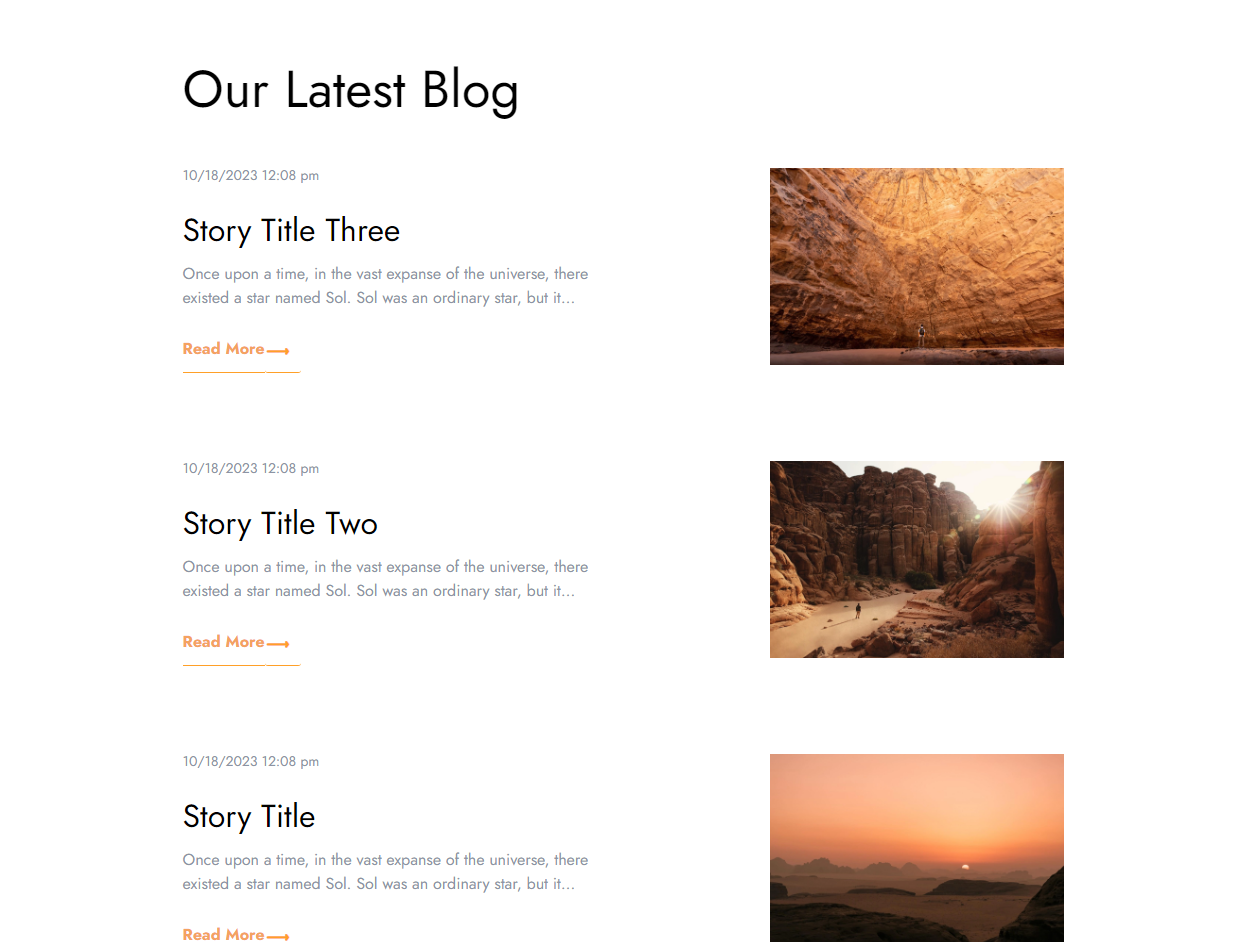 Our Latest Blog
10/18/2023 12:08 pm
Story Title Three
Once upon a time, in the vast expanse of the universe, there
existed a star named Sol. Sol was an ordinary star, but it...
Read More
10/18/2023 12:08 pm
Story Title Two
Once upon a time, in the vast expanse of the universe, there
existed a star named Sol. Sol was an ordinary star, but it...
Read More
10/18/2023 12:08 pm
Story Title
Once upon a time, in the vast expanse of the universe, there
existed a star named Sol. Sol was an ordinary star, but it...
Read More